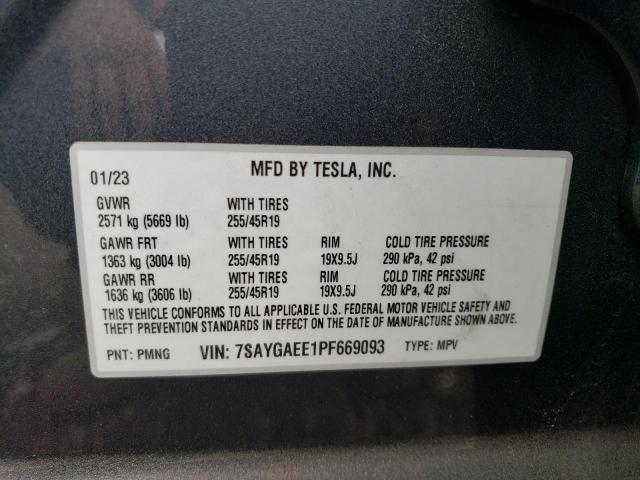 MFD BY TESLA, INC.
01/23
GVWR WITH TIRES
2571 kg (5669 lb) 255/45R19
GAWR FRT WITH TIRES RIM COLD TIRE PRESSURE
1363 kg (3004 lb) 255/45R19 19X9.5J 290 kPa, 42 psi
GAWR RR WITH TIRES RIM COLD TIRE PRESSURE
1636 kg (3606 lb) 255/45R19 19X9.5J 290 kPa, 42 psi
THIS VEHICLE CONFORMS TO ALL APPLICABLE U.S. FEDERAL MOTOR VEHICLE SAFETY AND
THEFT PREVENTION STANDARDS IN EFFECT ON THE DATE OF MANUFACTURE SHOWN ABOVE.
PNT: PMNG VIN: 7SAYGAEE1PF669093 TYPE: MPV